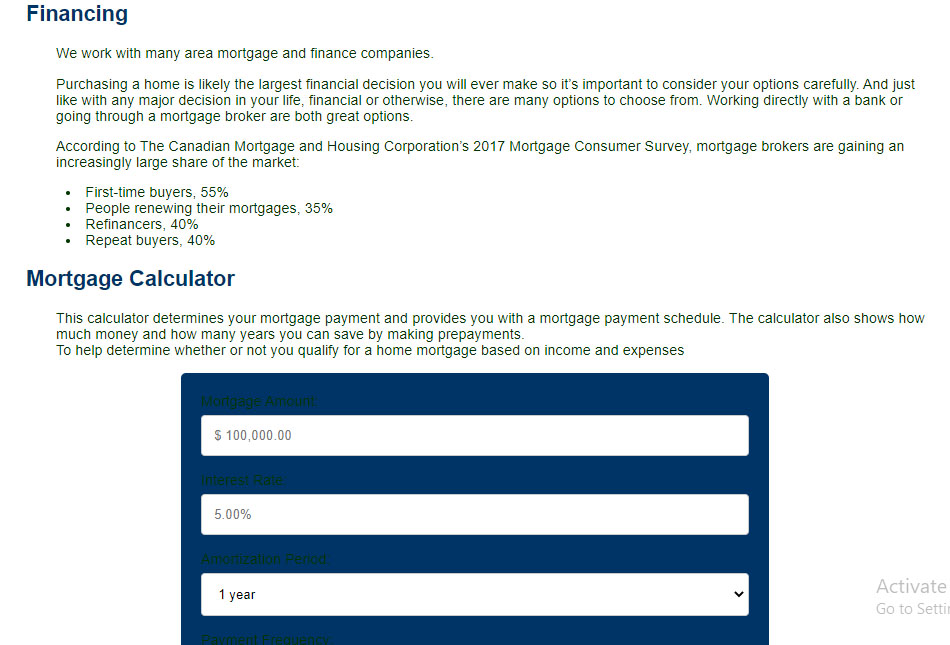 Financing
We work with many area mortgage and finance companies.
Purchasing a home is likely the largest financial decision you will ever make so it's important to consider your options carefully. And just
like with any major decision in your life, financial or otherwise, there are many options to choose from. Working directly with a bank or
going through a mortgage broker are both great options.
According to The Canadian Mortgage and Housing Corporation's 2017 Mortgage Consumer Survey, mortgage brokers are gaining an
increasingly large share of the market:
• First-time buyers, 55%
• People renewing their mortgages, 35%
• Refinancers, 40%
• Repeat buyers, 40%
Mortgage Calculator
This calculator determines your mortgage payment and provides you with a mortgage payment schedule. The calculator also shows how
much money and how many years you can save by making prepayments.
To help determine whether or not you qualify for a home mortgage based on income and expenses
Mortgage Amount:
$ 100,000.00
Interest Rate:
5.00%
Amortization Period:
1 year
Payment Frequency:
Activate
Go to Settin